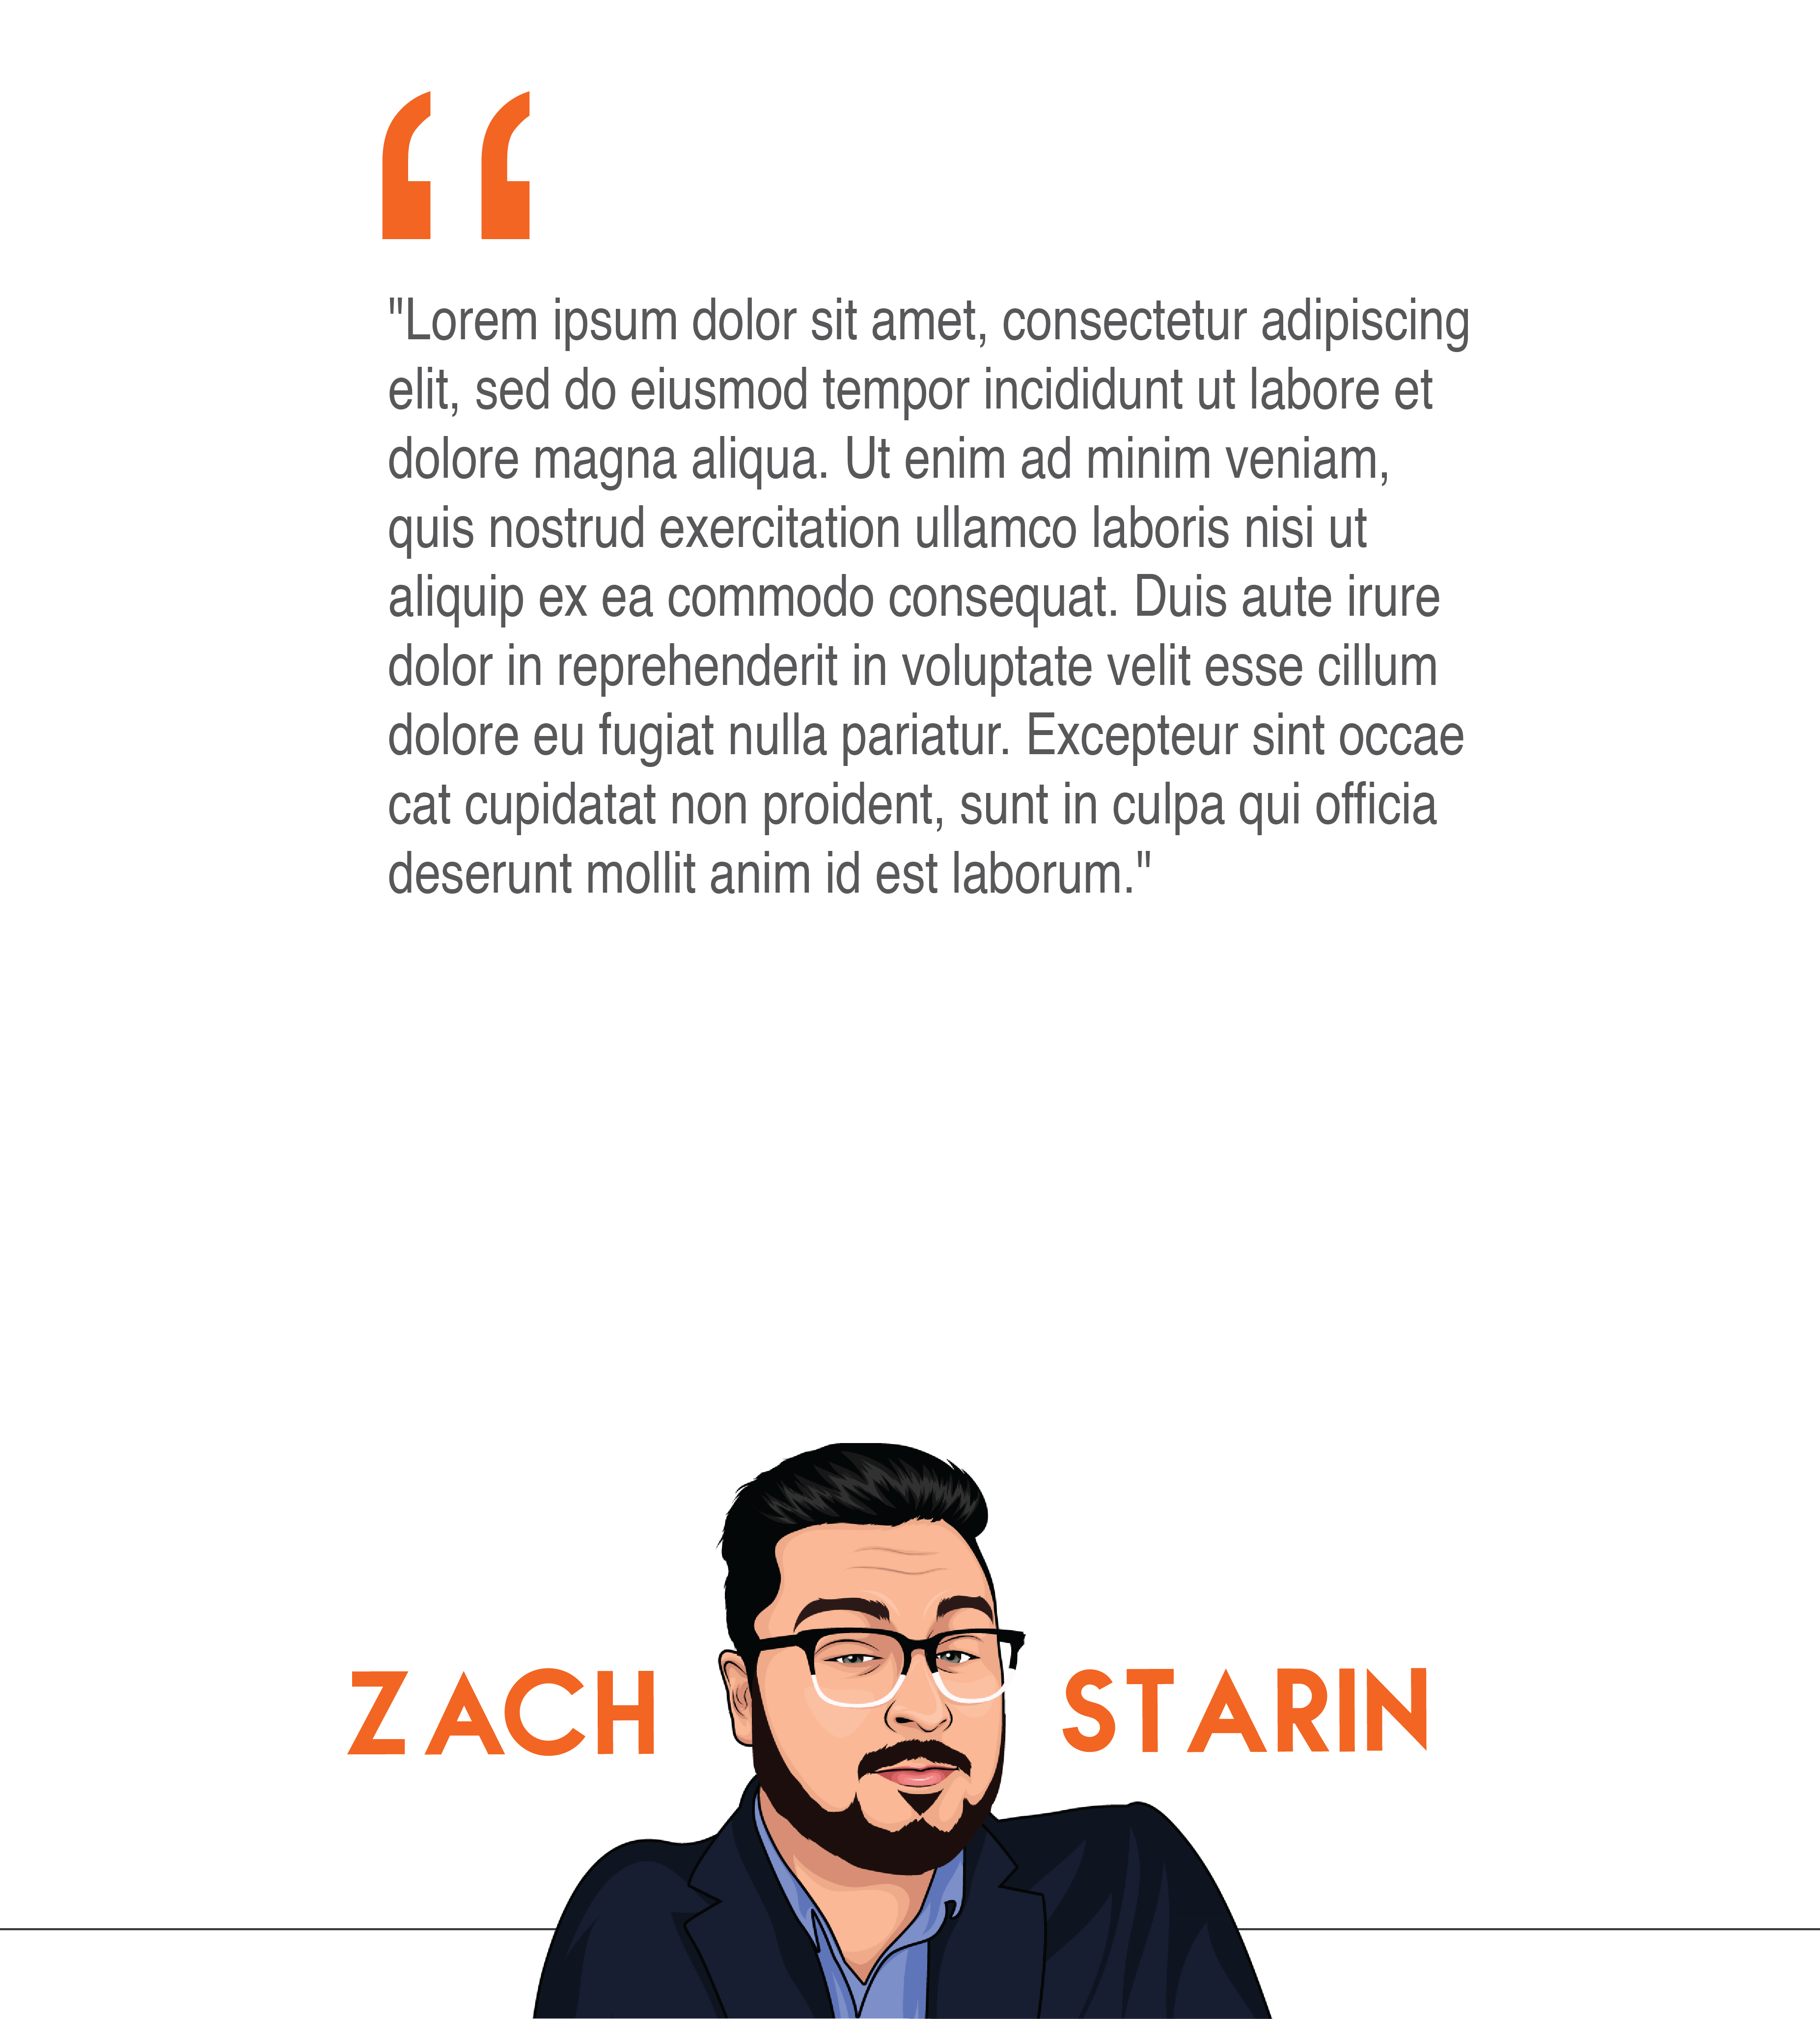 “
"Lorem ipsum dolor sit amet, consectetur adipiscing
elit, sed do eiusmod tempor incididunt ut labore et
dolore magna aliqua. Ut enim ad minim veniam,
quis nostrud exercitation ullamco laboris nisi ut
aliquip ex ea commodo consequat. Duis aute irure
dolor in reprehenderit in voluptate velit esse cillum
dolore eu fugiat nulla pariatur. Excepteur sint occae
cat cupidatat non proident, sunt in culpa qui officia
deserunt mollit anim id est laborum."
ZACH STARIN